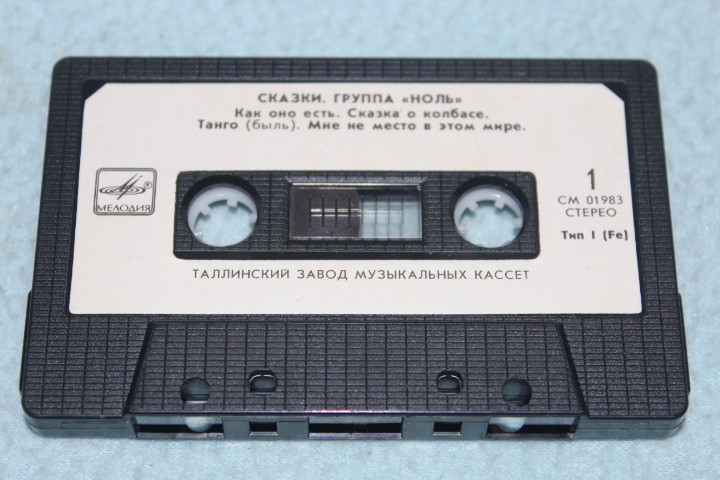 СКАЗКИ. ГРУППА «НОЛЬ»
Как оно есть. Сказка о колбасе.
Танго (быль). Мне не место в этом мире.
МЕЛОДИЯ ®
1
СМ 01983
СТЕРЕО
Тип I (Fe)
ТАЛЛИНСКИЙ ЗАВОД МУЗЫКАЛЬНЫХ КАССЕТ